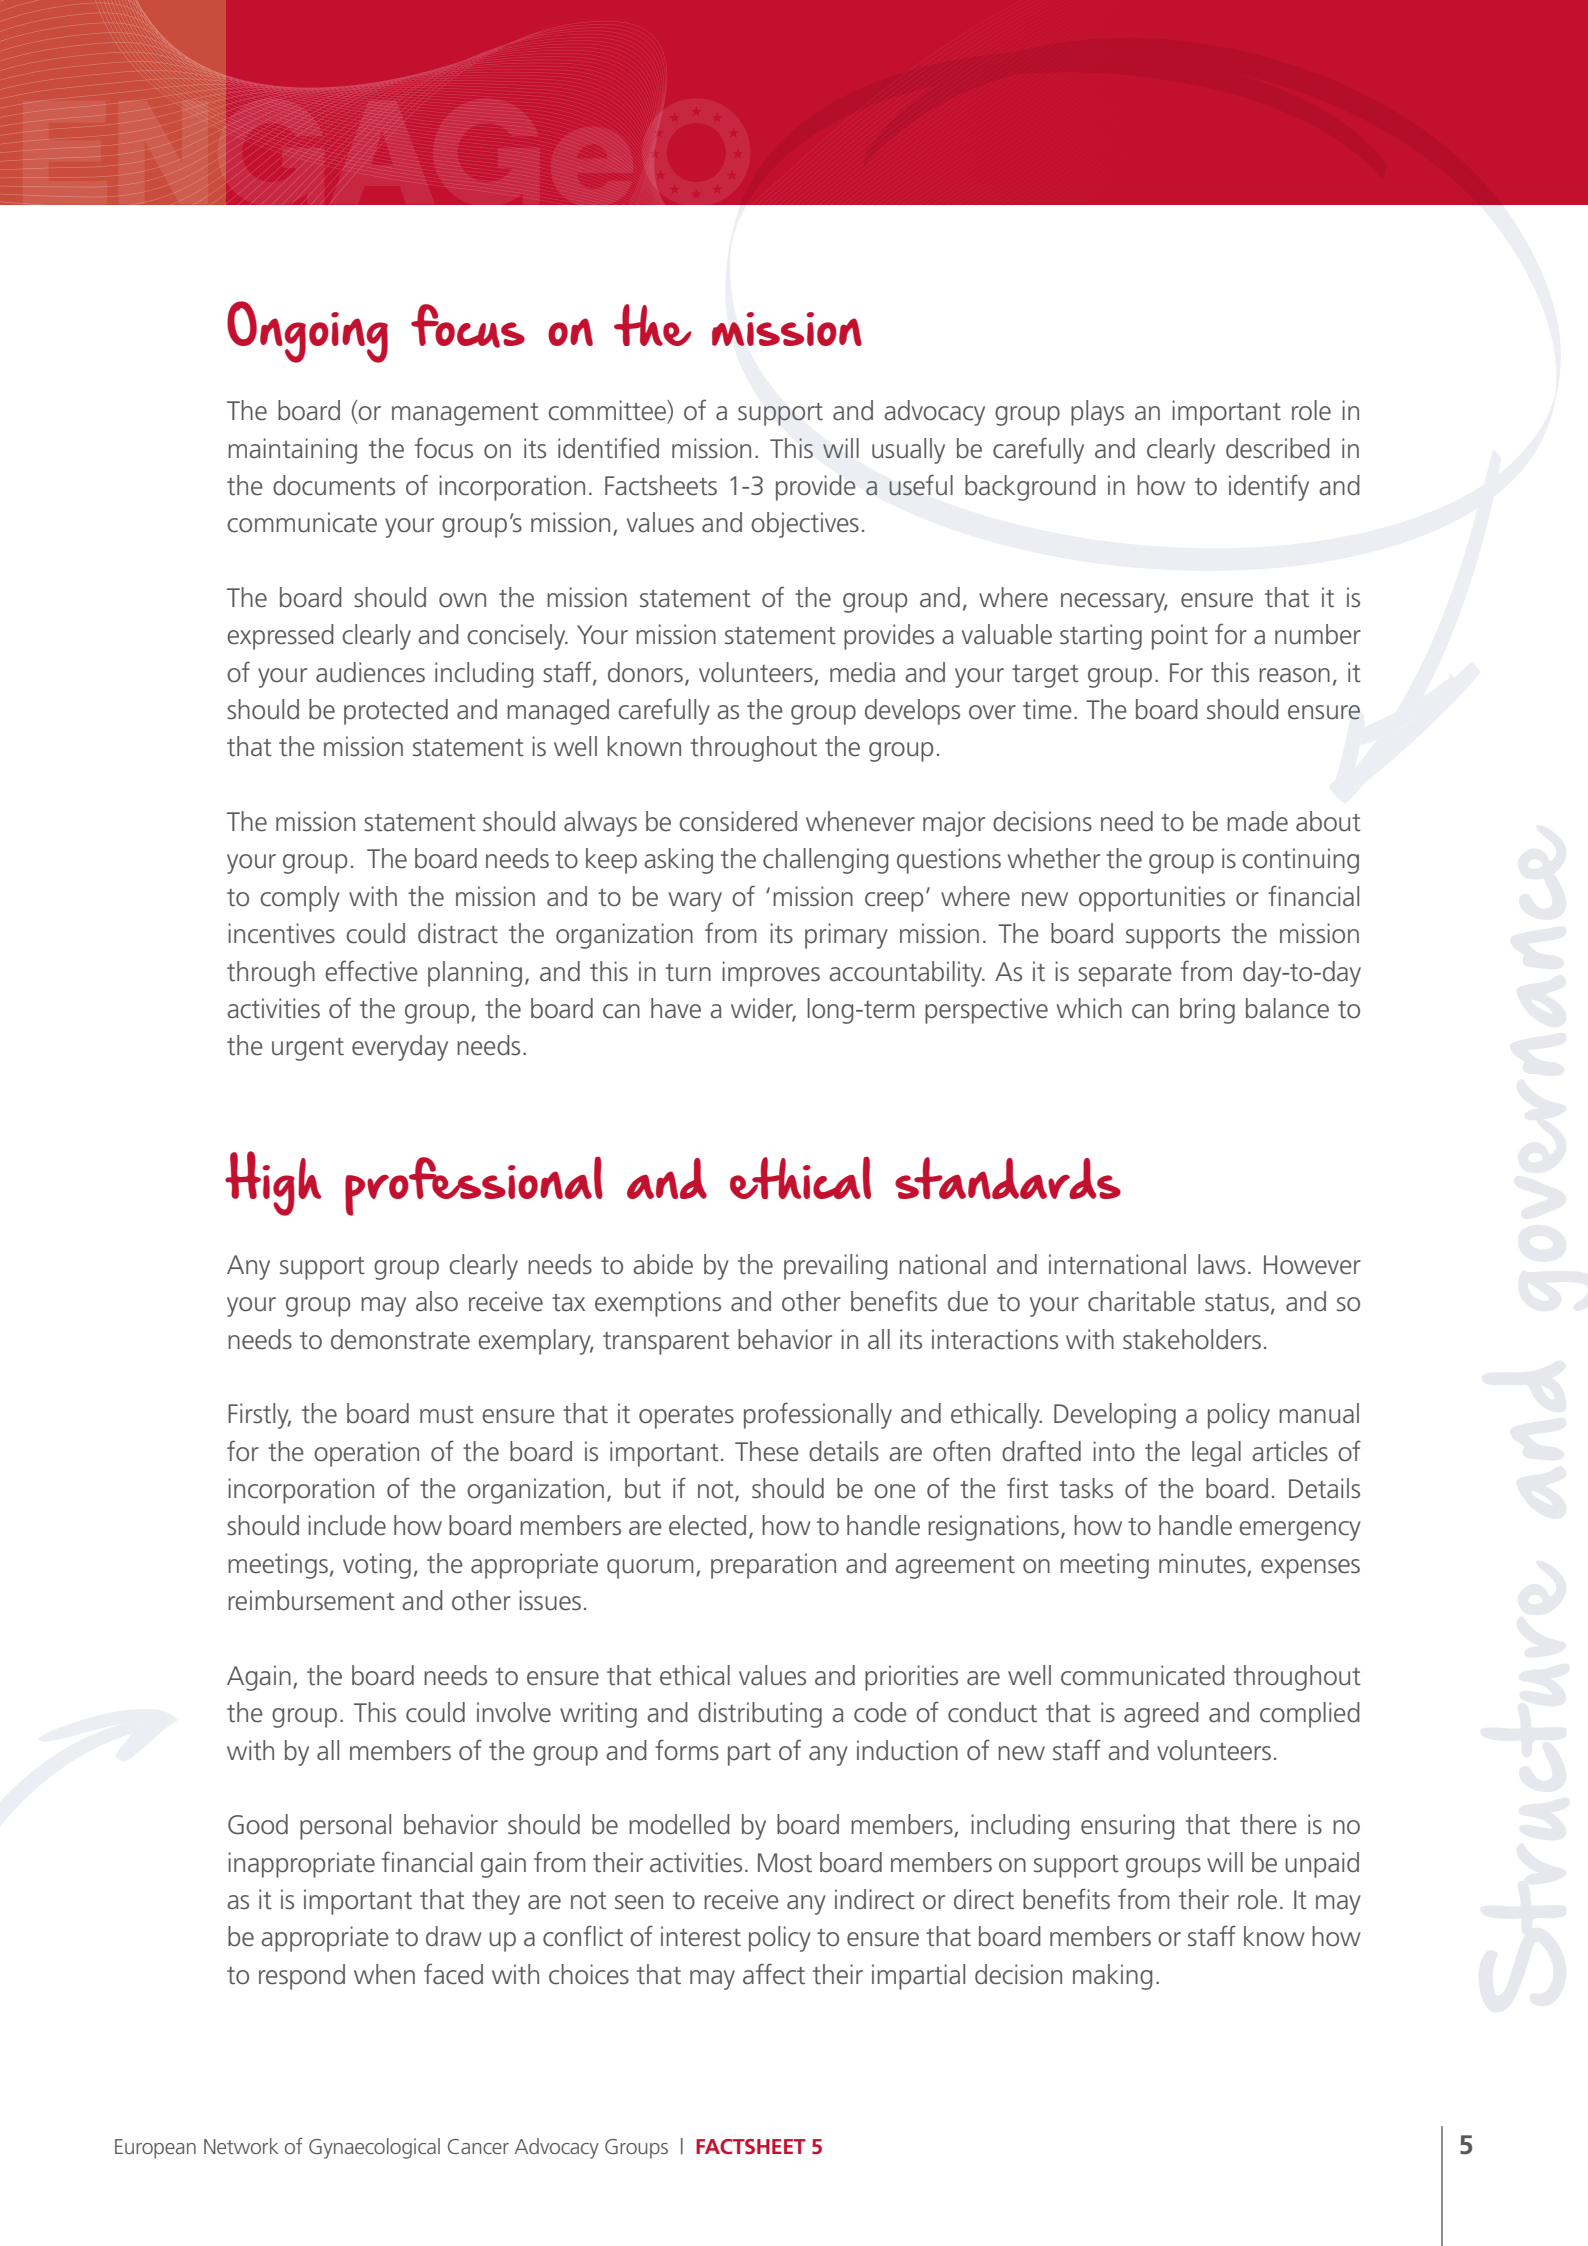 ENGAGeO
Ongoing focus on the mission
The board (or management committee) of a support and advocacy group plays an important role in
maintaining the focus on its identified mission. This will usually be carefully and clearly described in
the documents of incorporation. Factsheets 1-3 provide a useful background in how to identify and
communicate your group’s mission, values and objectives.
The board should own the mission statement of the group and, where necessary, ensure that it is
expressed clearly and concisely. Your mission statement provides a valuable starting point for a number
of your audiences including staff, donors, volunteers, media and your target group. For this reason, it
should be protected and managed carefully as the group develops over time. The board should ensure
that the mission statement is well known throughout the group.
The mission statement should always be considered whenever major decisions need to be made about
your group. The board needs to keep asking the challenging questions whether the group is continuing
to comply with the mission and to be wary of ‘mission creep’ where new opportunities or financial
incentives could distract the organization from its primary mission. The board supports the mission
through effective planning, and this in turn improves accountability. As it is separate from day-to-day
activities of the group, the board can have a wider, long-term perspective which can bring balance to
the urgent everyday needs.
High professional and ethical standards
Any support group clearly needs to abide by the prevailing national and international laws. However
your group may also receive tax exemptions and other benefits due to your charitable status, and so
needs to demonstrate exemplary, transparent behavior in all its interactions with stakeholders.
Firstly, the board must ensure that it operates professionally and ethically. Developing a policy manual
for the operation of the board is important. These details are often drafted into the legal articles of
incorporation of the organization, but if not, should be one of the first tasks of the board. Details
should include how board members are elected, how to handle resignations, how to handle emergency
meetings, voting, the appropriate quorum, preparation and agreement on meeting minutes, expenses
reimbursement and other issues.
Again, the board needs to ensure that ethical values and priorities are well communicated throughout
the group. This could involve writing and distributing a code of conduct that is agreed and complied
with by all members of the group and forms part of any induction of new staff and volunteers.
Good personal behavior should be modelled by board members, including ensuring that there is no
inappropriate financial gain from their activities. Most board members on support groups will be unpaid
as it is important that they are not seen to receive any indirect or direct benefits from their role. It may
be appropriate to draw up a conflict of interest policy to ensure that board members or staff know how
to respond when faced with choices that may affect their impartial decision making.
Structure and governance
European Network of Gynaecological Cancer Advocacy Groups | FACTSHEET 5
5